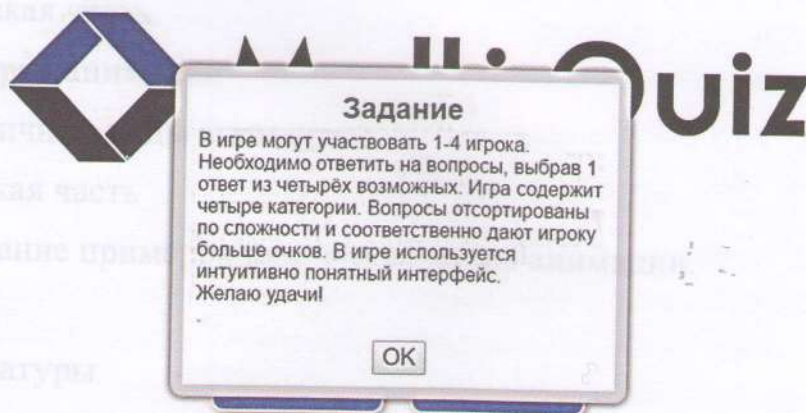 Quiz
Задание
В игре могут участвовать 1-4 игрока.
Необходимо ответить на вопросы, выбрав 1
ответ из четырёх возможных. Игра содержит
четыре категории. Вопросы отсортированы
по сложности и соответственно дают игроку
больше очков. В игре используется
интуитивно понятный интерфейс.
Желаю удачи!
OK